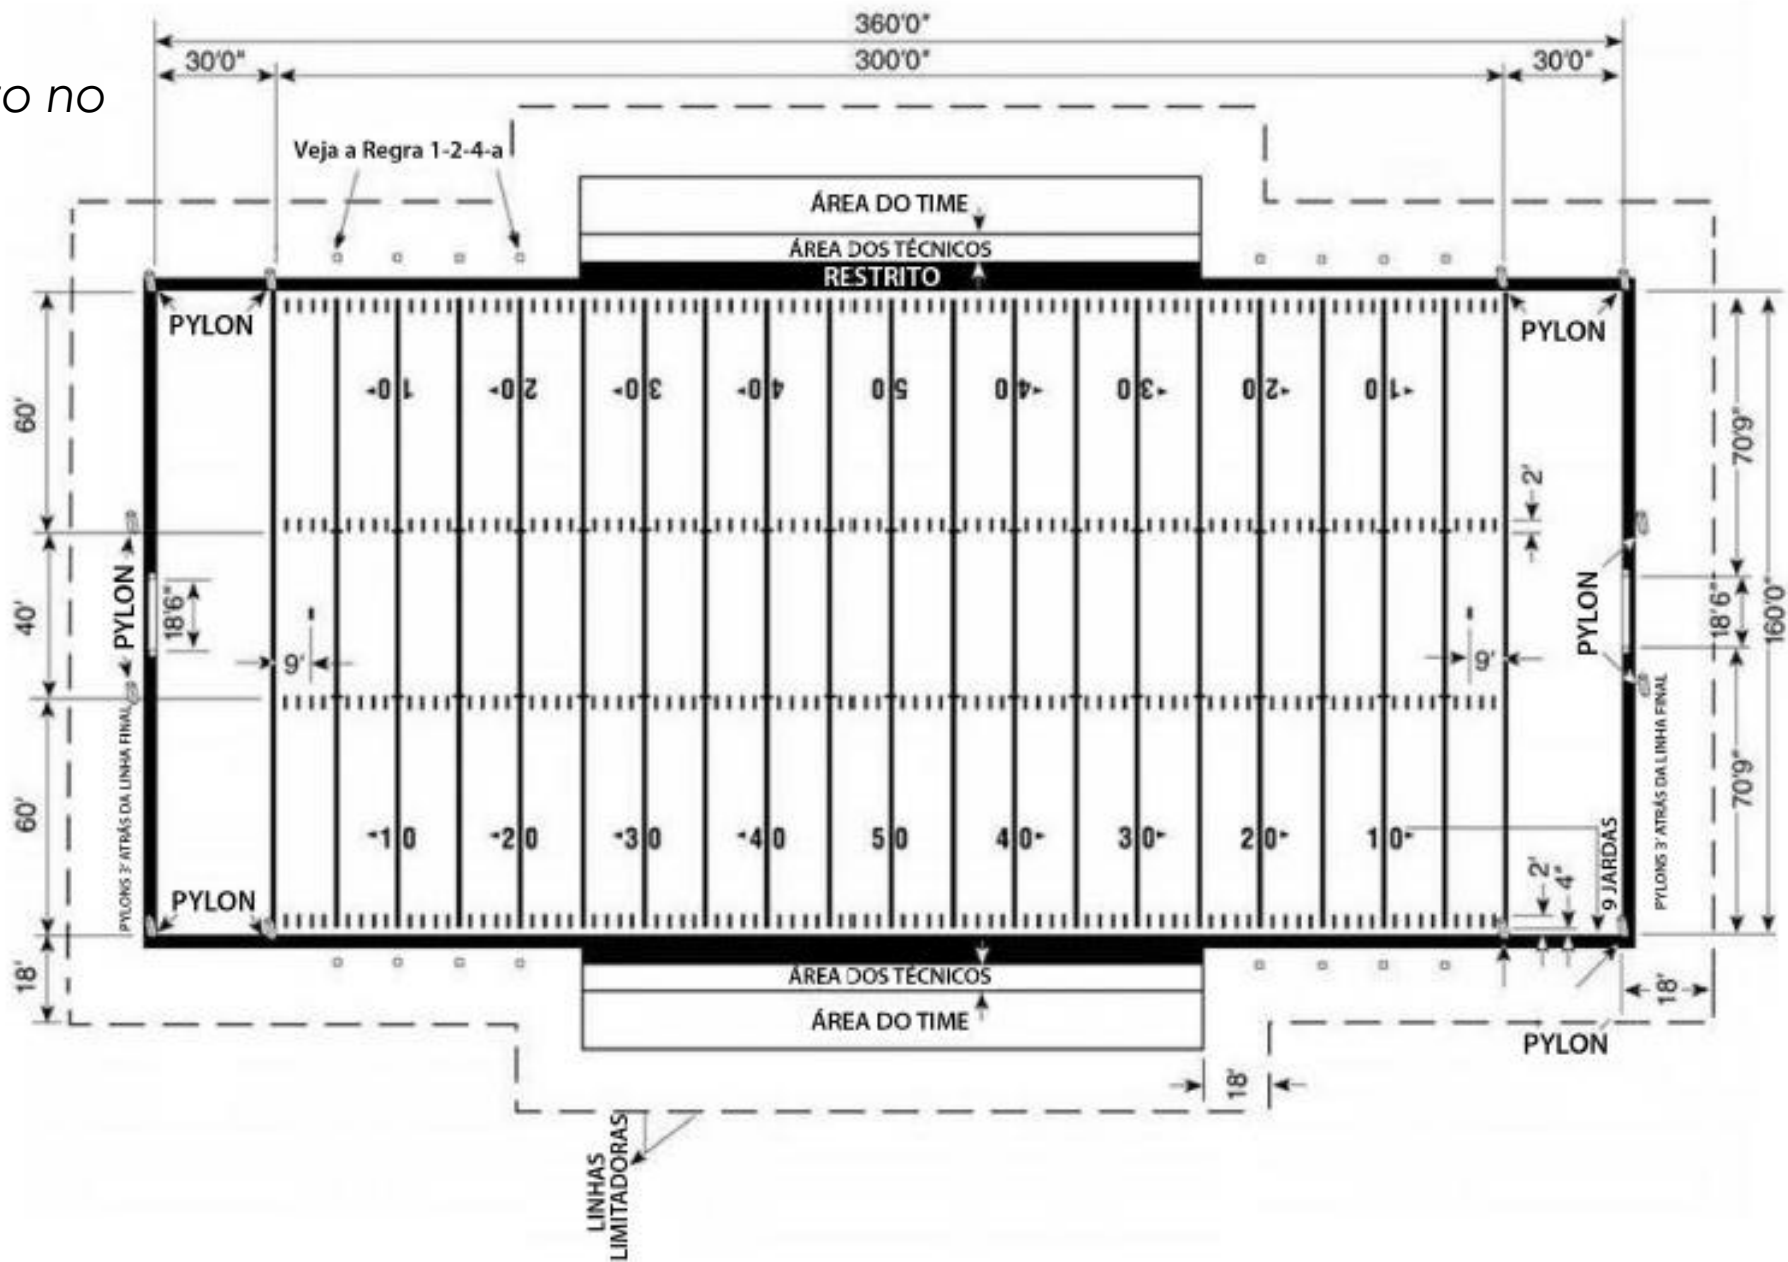 360'0"
30'0"
300'0"
30'0"
o no
Veja a Regra 1-2-4-a
ÁREA DO TIME
ÁREA DOS TÉCNICOS
RESTRITO
PYLON
PYLON
10
20
30
40
50
40
30
20
10
60'
40'
60'
18'
PYLON
18'6"
9'
PYLONS 3' ATRÁS DA LINHA FINAL
2'
9'
PYLON
70'9"
18'6"
70'9"
160'0"
PYLONS 3' ATRÁS DA LINHA FINAL
10
20
30
40
50
40
30
20
10
9 JARDAS
2'
4"
PYLON
ÁREA DOS TÉCNICOS
ÁREA DO TIME
18'
PYLON
18'
LINHAS
LIMITADORAS